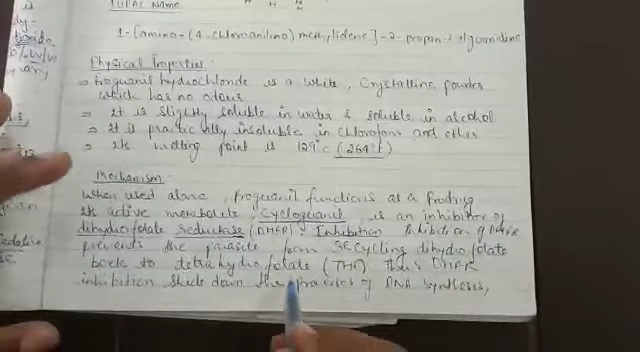 IUPAC Name
1-[amino-(4-chloroanilino) methylidene]-2-propan-2-ylguanidine
Physical Properties:
→ Proguanil hydrochloride is a white, Crystalline powder
which has no odour
→ It is slightly soluble in water & soluble in alcohol
→ It is practically insoluble in chloroform and ether
→ Its melting point is 129°c (264°f)
Mechanism:
When used alone, Proguanil functions as a Prodrug
Its active metabolite, Cycloguanil, is an inhibitor of
dihydrofolate reductase (DHFR). Inhibition Inhibition of DHFR
prevents the parasite from recycling dihydrofolate
back to tetrahydrofolate (THF) Thus DHFR
inhibition shuts down the process of DNA synthesis,